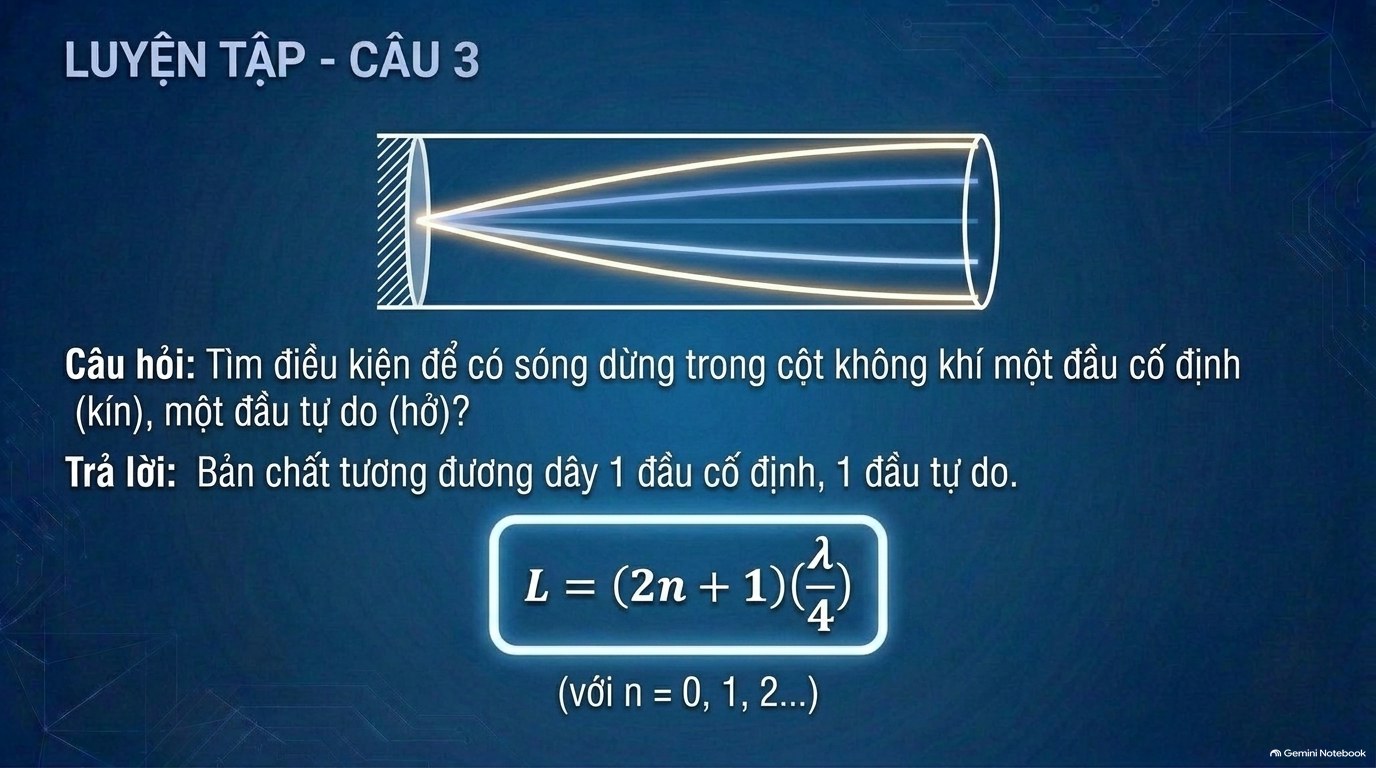 LUYỆN TẬP - CÂU 3
Câu hỏi: Tìm điều kiện để có sóng dừng trong cột không khí một đầu cố định
(kín), một đầu tự do (hở)?
Trả lời: Bản chất tương đương dây 1 đầu cố định, 1 đầu tự do.
L = (2n + 1)(λ/4)
(với n = 0, 1, 2...)
Gemini Notebook